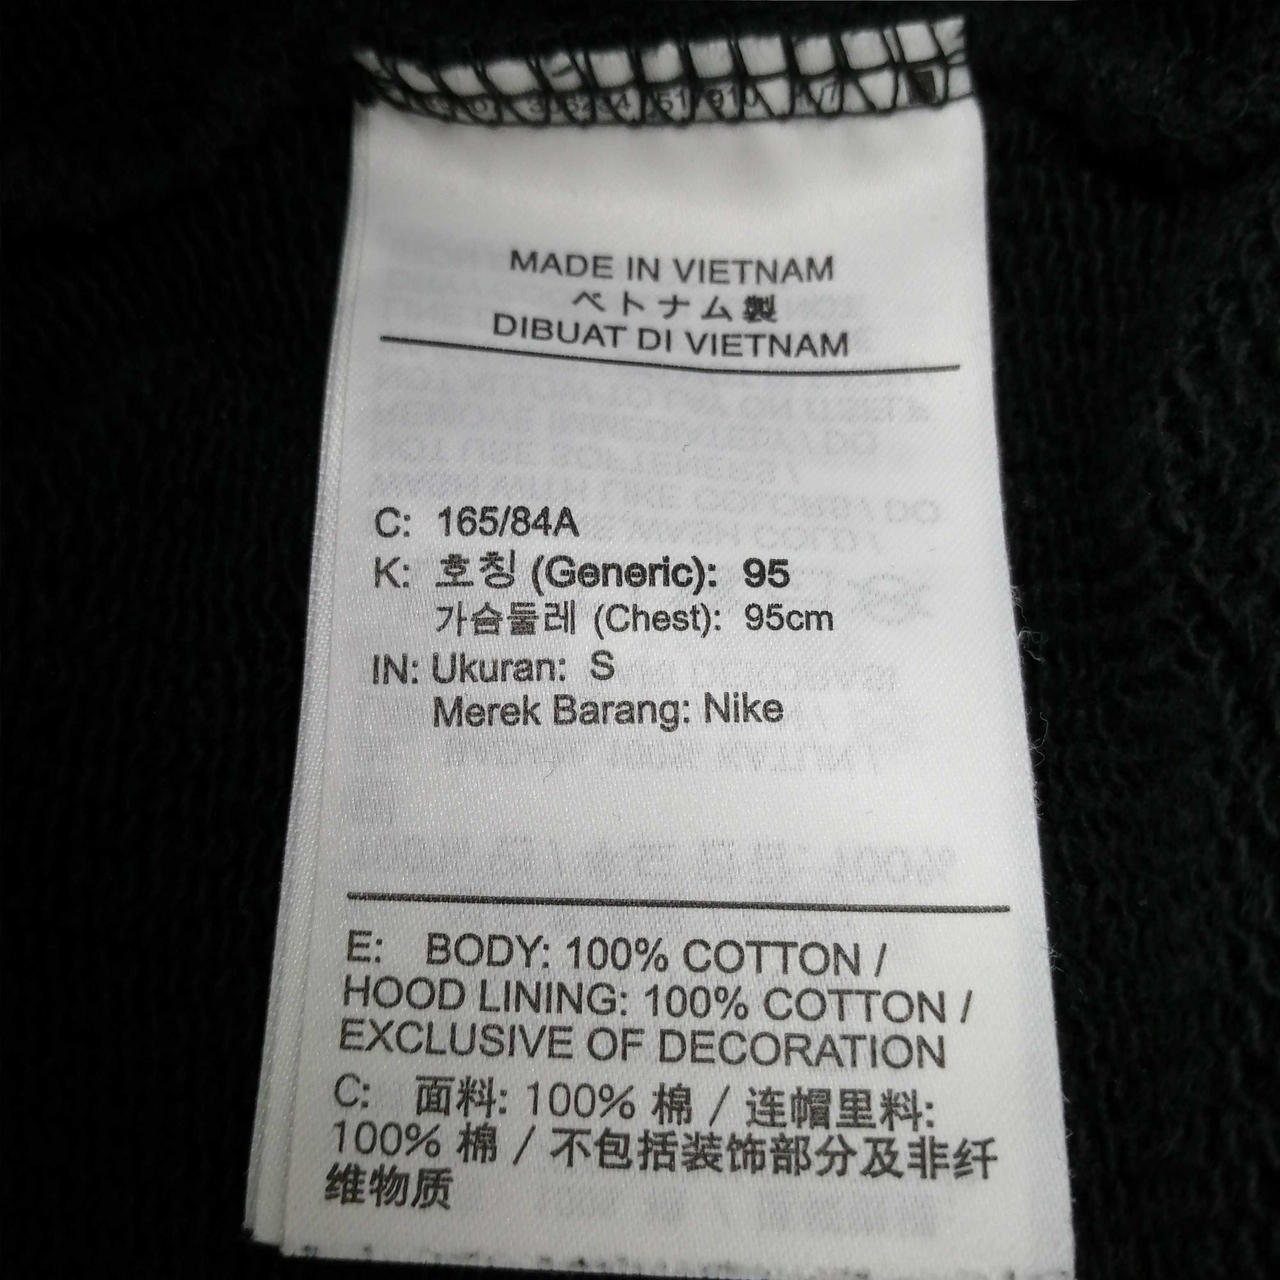 MADE IN VIETNAM
ベトナム製
DIBUAT DI VIETNAM
C: 165/84A
K: 호칭 (Generic): 95
가슴둘레 (Chest): 95cm
IN: Ukuran: S
Merek Barang: Nike
E: BODY: 100% COTTON /
HOOD LINING: 100% COTTON /
EXCLUSIVE OF DECORATION
C: 面料: 100% 棉 / 连帽里料:
100% 棉 / 不包括装饰部分及非纤
维物质